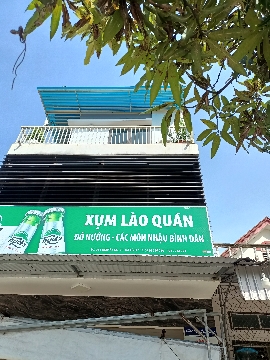 XỤM LÀO QUÁN
ĐỒ NƯỚNG - CÁC MÓN NHẬU BÌNH DÂN